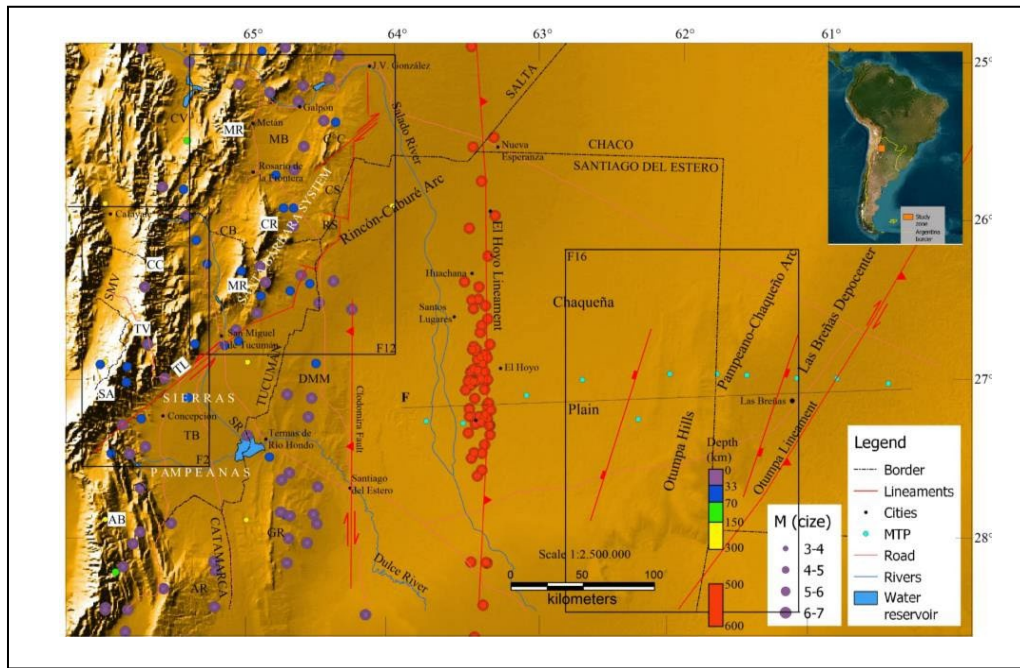 65°
64°
63°
62°
61°
25°
J.V. González
SALTA
Galpón
CV
Metán
MR
MB
C C
Salado River
Nueva
Esperanza
CHACO
Rosario de
la Frontera
SANTIAGO DEL ESTERO
CS
RS
Rincón-Caburé Arc
Study
zone
Argentina
border
26°
Cafayate
CR
CB
El Hoyo Lineament
F16
CC
Huachana
SMV
MR
Chaqueña
Pampeano-Chaqueño Arc
Las Breñas Depocenter
Santos
Lugares
TV
San Miguel
de Tucumán
F12
TL
El Hoyo
27°
DMM
TUCUMÁN
SA
F
Clodomira Fault
SIERRAS
Plain
Las Breñas
Concepción
TB
SR
Termas de
Río Hondo
Otumpa Hills
Otumpa Lineament
F2
PAMPEANAS
Santiago
del Estero
AB
CATAMARCA
GR
Dulce River
AR
28°
Scale 1:2.500.000
0 50 100
kilometers
Depth
(km)
0
33
70
150
300
500
600
M (cize)
3-4
4-5
5-6
6-7
Legend
Border
Lineaments
Cities
MTP
Road
Rivers
Water
reservoir